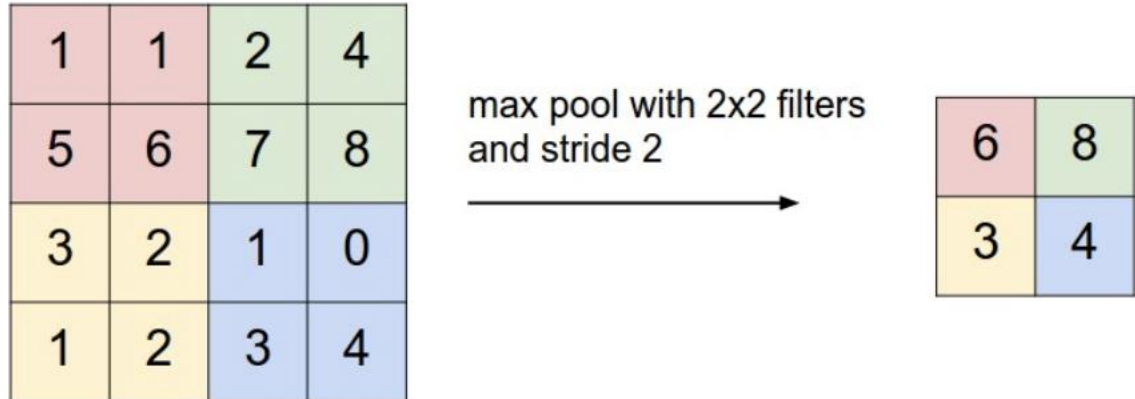 1 1 2 4
5 6 7 8
3 2 1 0
1 2 3 4
max pool with 2x2 filters
and stride 2
6 8
3 4